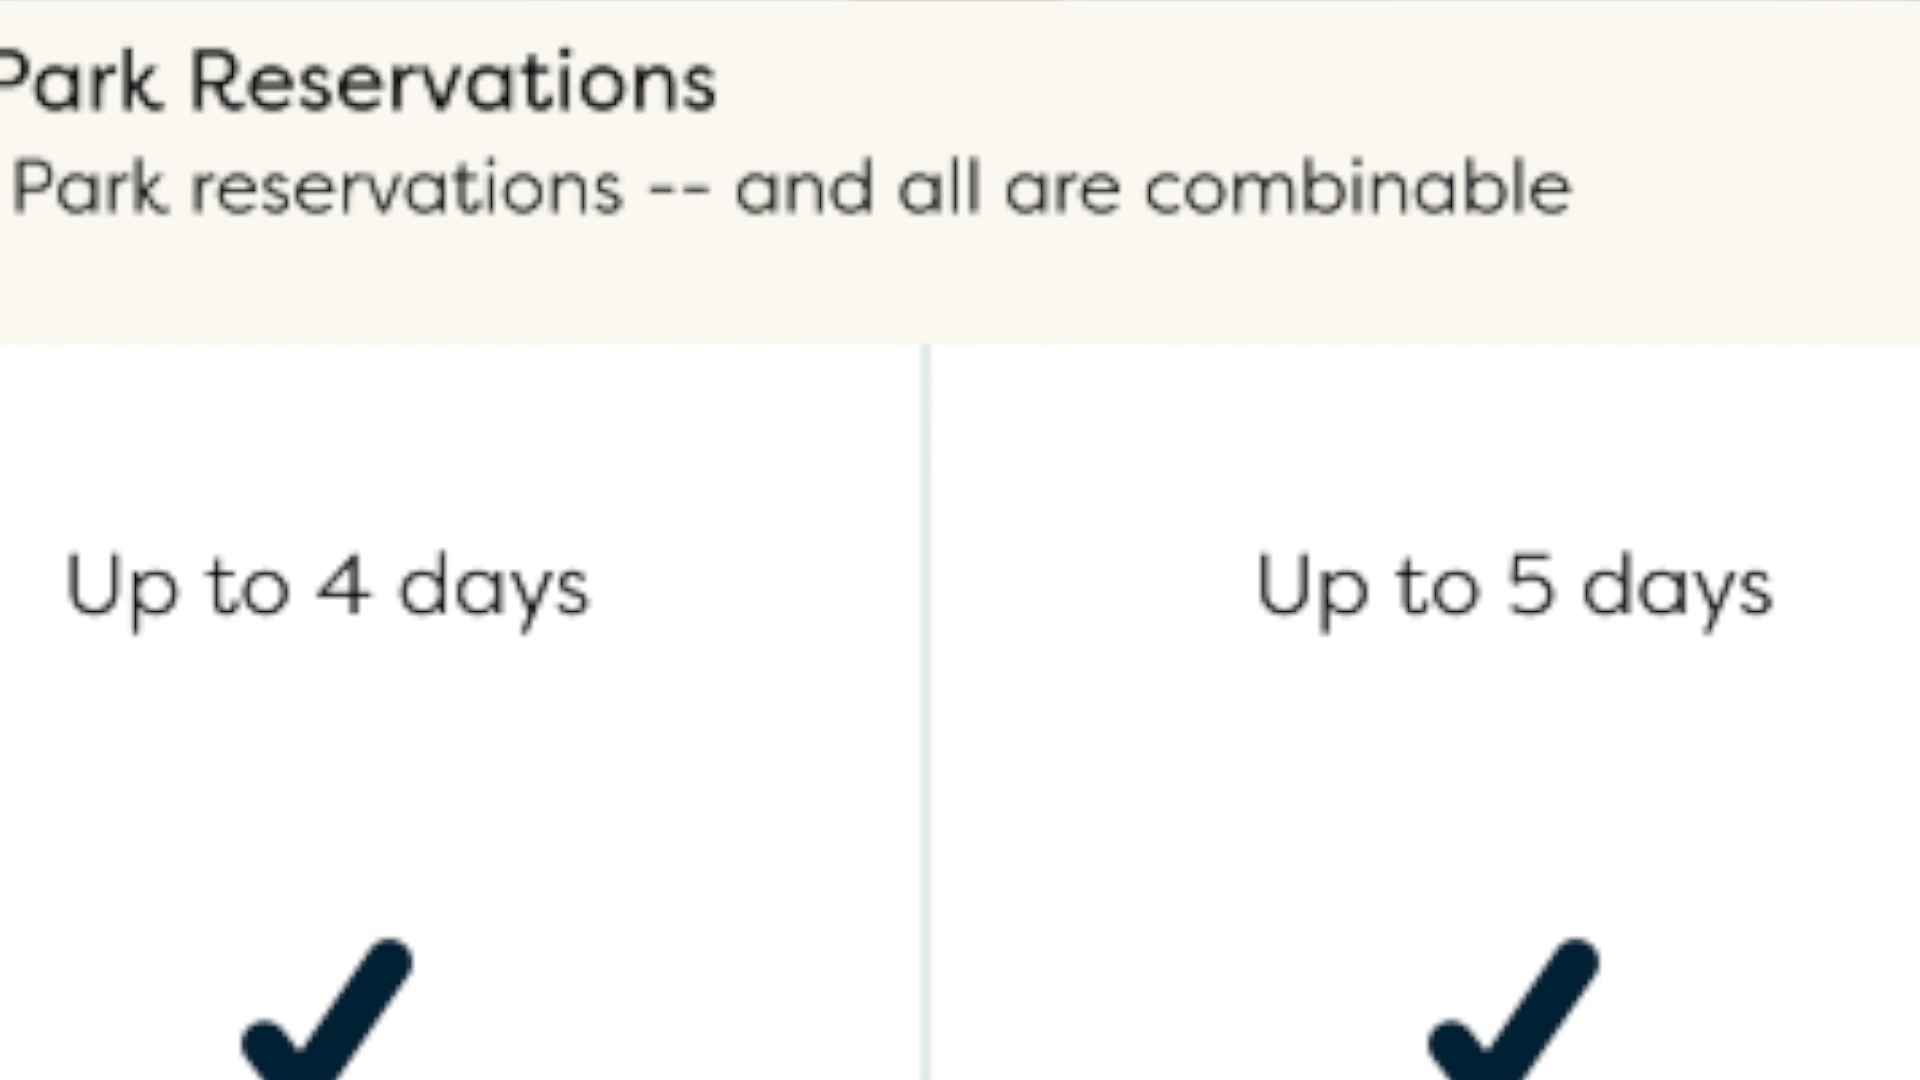 Park Reservations
Park reservations -- and all are combinable
Up to 4 days
Up to 5 days